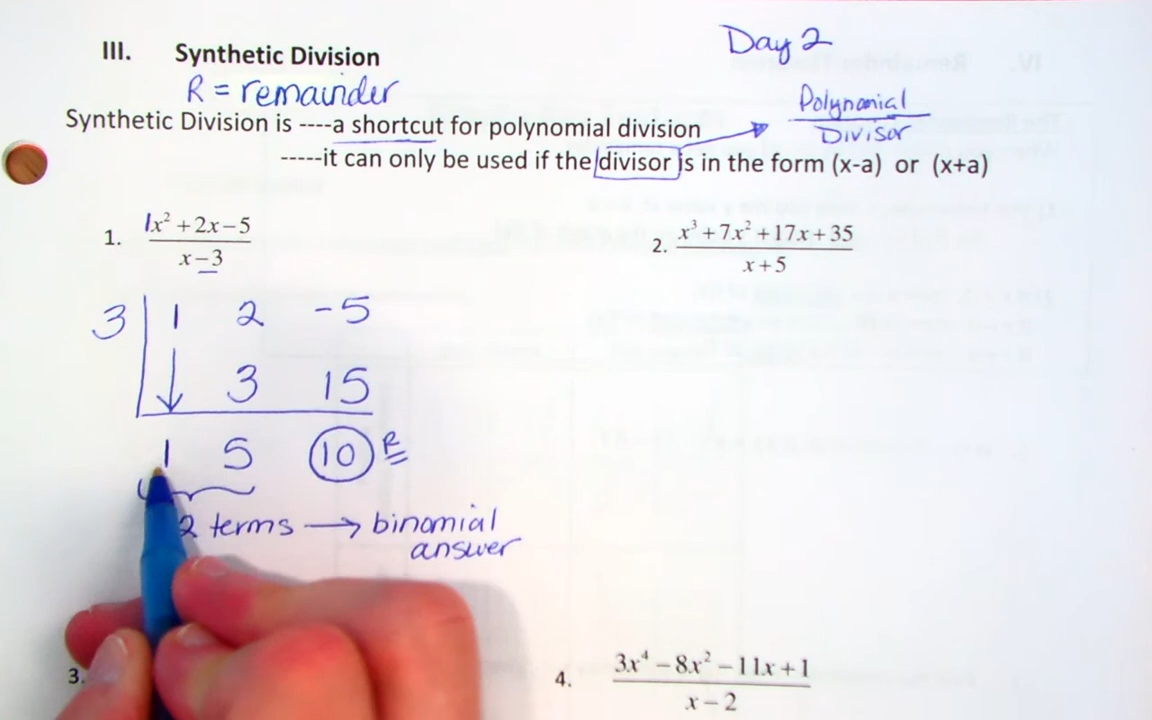 Day 2
III. Synthetic Division
R = remainder
Polynomial
Divisor
Synthetic Division is ----a shortcut for polynomial division
-----it can only be used if the divisor is in the form (x-a) or (x+a)
1. 1x² +2x−5
x−3
2. x³ +7x² +17x+35
x+5
3 1 2 -5
3 15
1 5 10 R
2 terms → binomial
answer
3.
4. 3x⁴ −8x² −11x+1
x−2